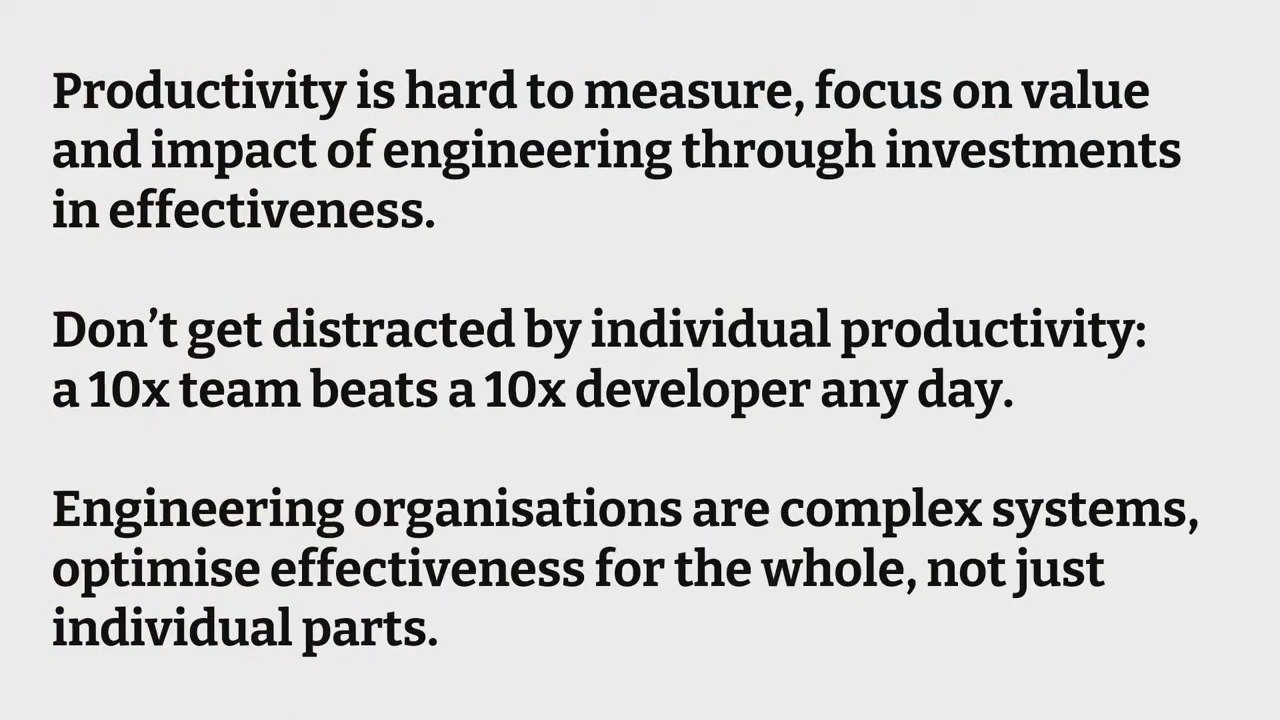 Productivity is hard to measure, focus on value
and impact of engineering through investments
in effectiveness.
Don’t get distracted by individual productivity:
a 10x team beats a 10x developer any day.
Engineering organisations are complex systems,
optimise effectiveness for the whole, not just
individual parts.